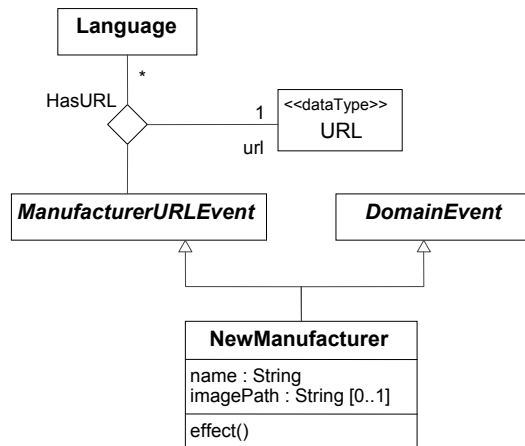 Language
*
HasURL
1
<<dataType>>
URL
url
ManufacturerURLEvent
DomainEvent
NewManufacturer
name : String
imagePath : String [0..1]
effect()